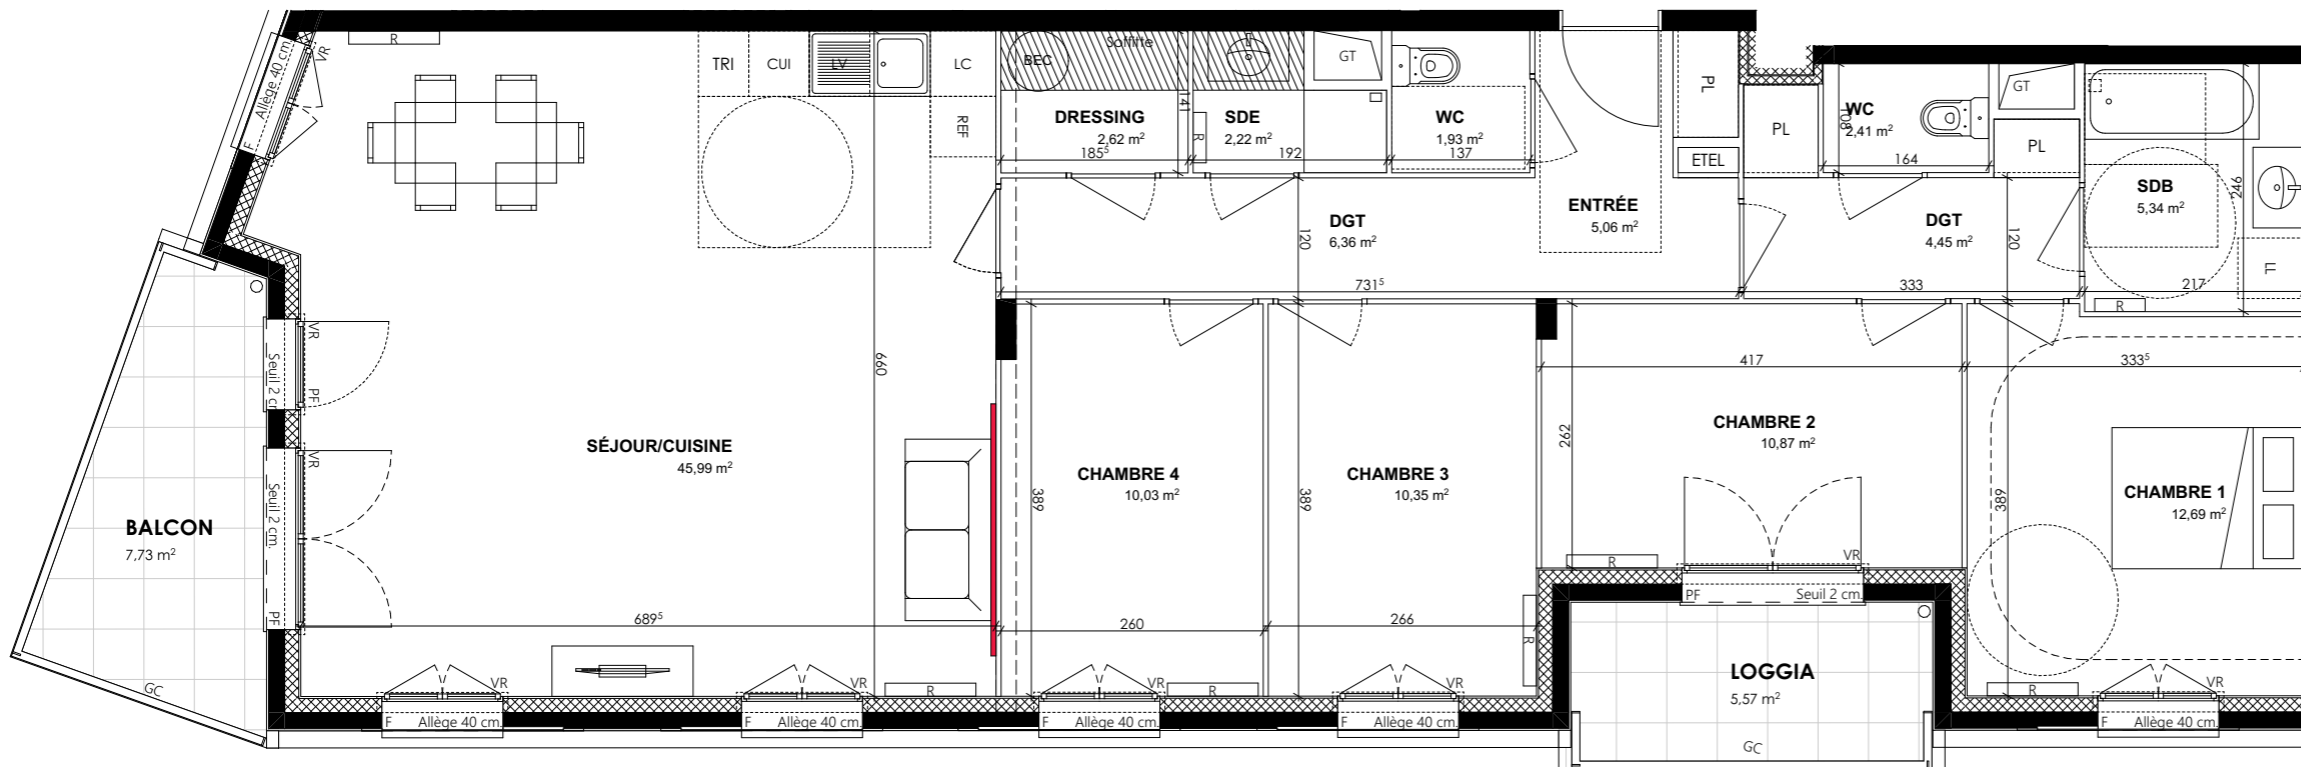 R
VR
Allège 40 cm.
F
TRI
CUI
LV
LC
REF
BEC
Soffitte
DRESSING
2,62 m²
185⁵
141
SDE
2,22 m²
R
192
GT
WC
1,93 m²
137
ENTRÉE
5,06 m²
PL
ETEL
PL
WC
2,41 m²
108
164
GT
PL
SDB
5,34 m²
246
LL
217
R
DGT
6,36 m²
120
731⁵
DGT
4,45 m²
120
333
VR
Seuil 2 cm
PF
VR
Seuil 2 cm.
PF
BALCON
7,73 m²
GC
SÉJOUR/CUISINE
45,99 m²
660
689⁵
CHAMBRE 4
10,03 m²
389
260
CHAMBRE 3
10,35 m²
389
266
R
CHAMBRE 2
10,87 m²
417
262
R
VR
PF
Seuil 2 cm.
CHAMBRE 1
12,69 m²
333⁵
389
LOGGIA
5,57 m²
GC
VR
F Allège 40 cm.
VR
F Allège 40 cm.
R
VR
F Allège 40 cm.
R
VR
F Allège 40 cm.
R
VR
F Allège 40 cm.